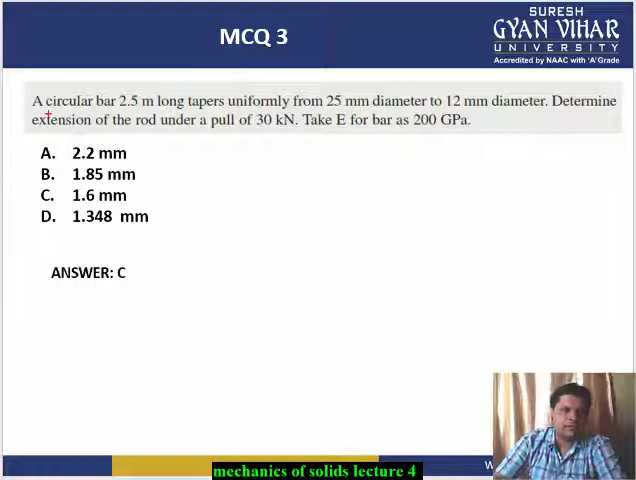 SURESH
GYAN VIHAR
UNIVERSITY
Accredited by NAAC with 'A' Grade
MCQ 3
A circular bar 2.5 m long tapers uniformly from 25 mm diameter to 12 mm diameter. Determine
extension of the rod under a pull of 30 kN. Take E for bar as 200 GPa.
A. 2.2 mm
B. 1.85 mm
C. 1.6 mm
D. 1.348 mm
ANSWER: C
mechanics of solids lecture 4